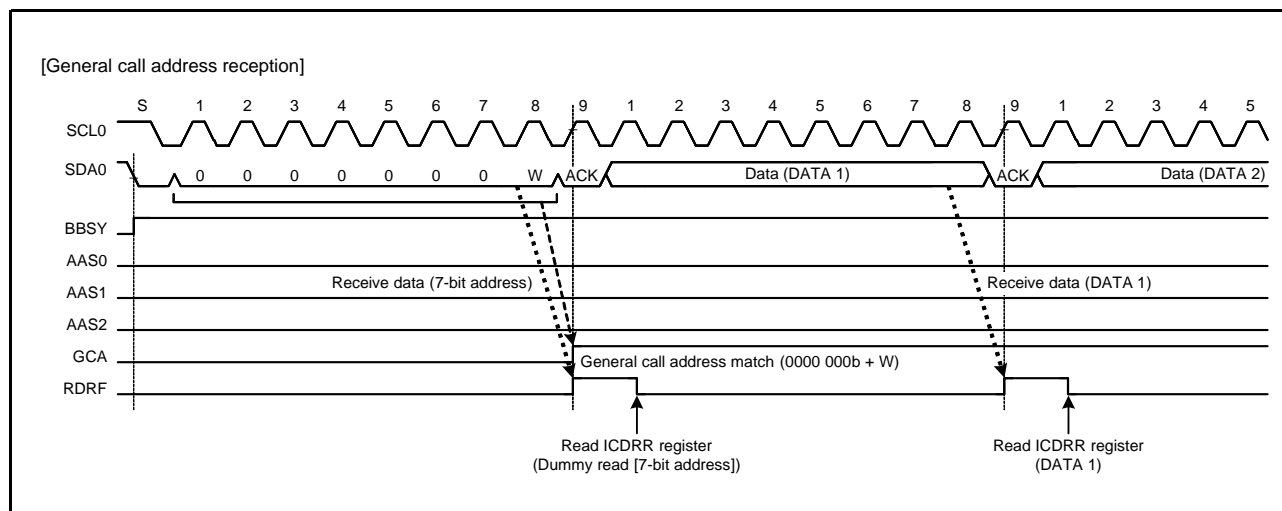 [General call address reception]
S 1 2 3 4 5 6 7 8 9 1 2 3 4 5 6 7 8 9 1 2 3 4 5
SCL0
SDA0 0 0 0 0 0 0 0 W ACK Data (DATA 1) ACK Data (DATA 2)
BBSY
AAS0
Receive data (7-bit address) Receive data (DATA 1)
AAS1
AAS2
GCA
General call address match (0000 000b + W)
RDRF
Read ICDRR register Read ICDRR register
(Dummy read [7-bit address]) (DATA 1)